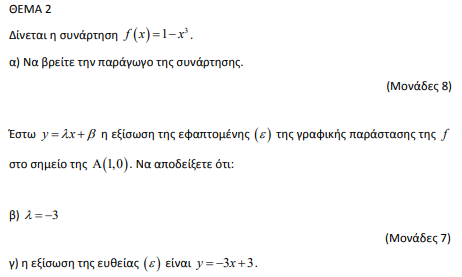 ΘΕΜΑ 2
Δίνεται η συνάρτηση f(x)=1−x³.
α) Να βρείτε την παράγωγο της συνάρτησης.
(Μονάδες 8)
Έστω y=λx+β η εξίσωση της εφαπτομένης (ε) της γραφικής παράστασης της f
στο σημείο της Α(1,0). Να αποδείξετε ότι:
β) λ=−3
(Μονάδες 7)
γ) η εξίσωση της ευθείας (ε) είναι y=−3x+3.